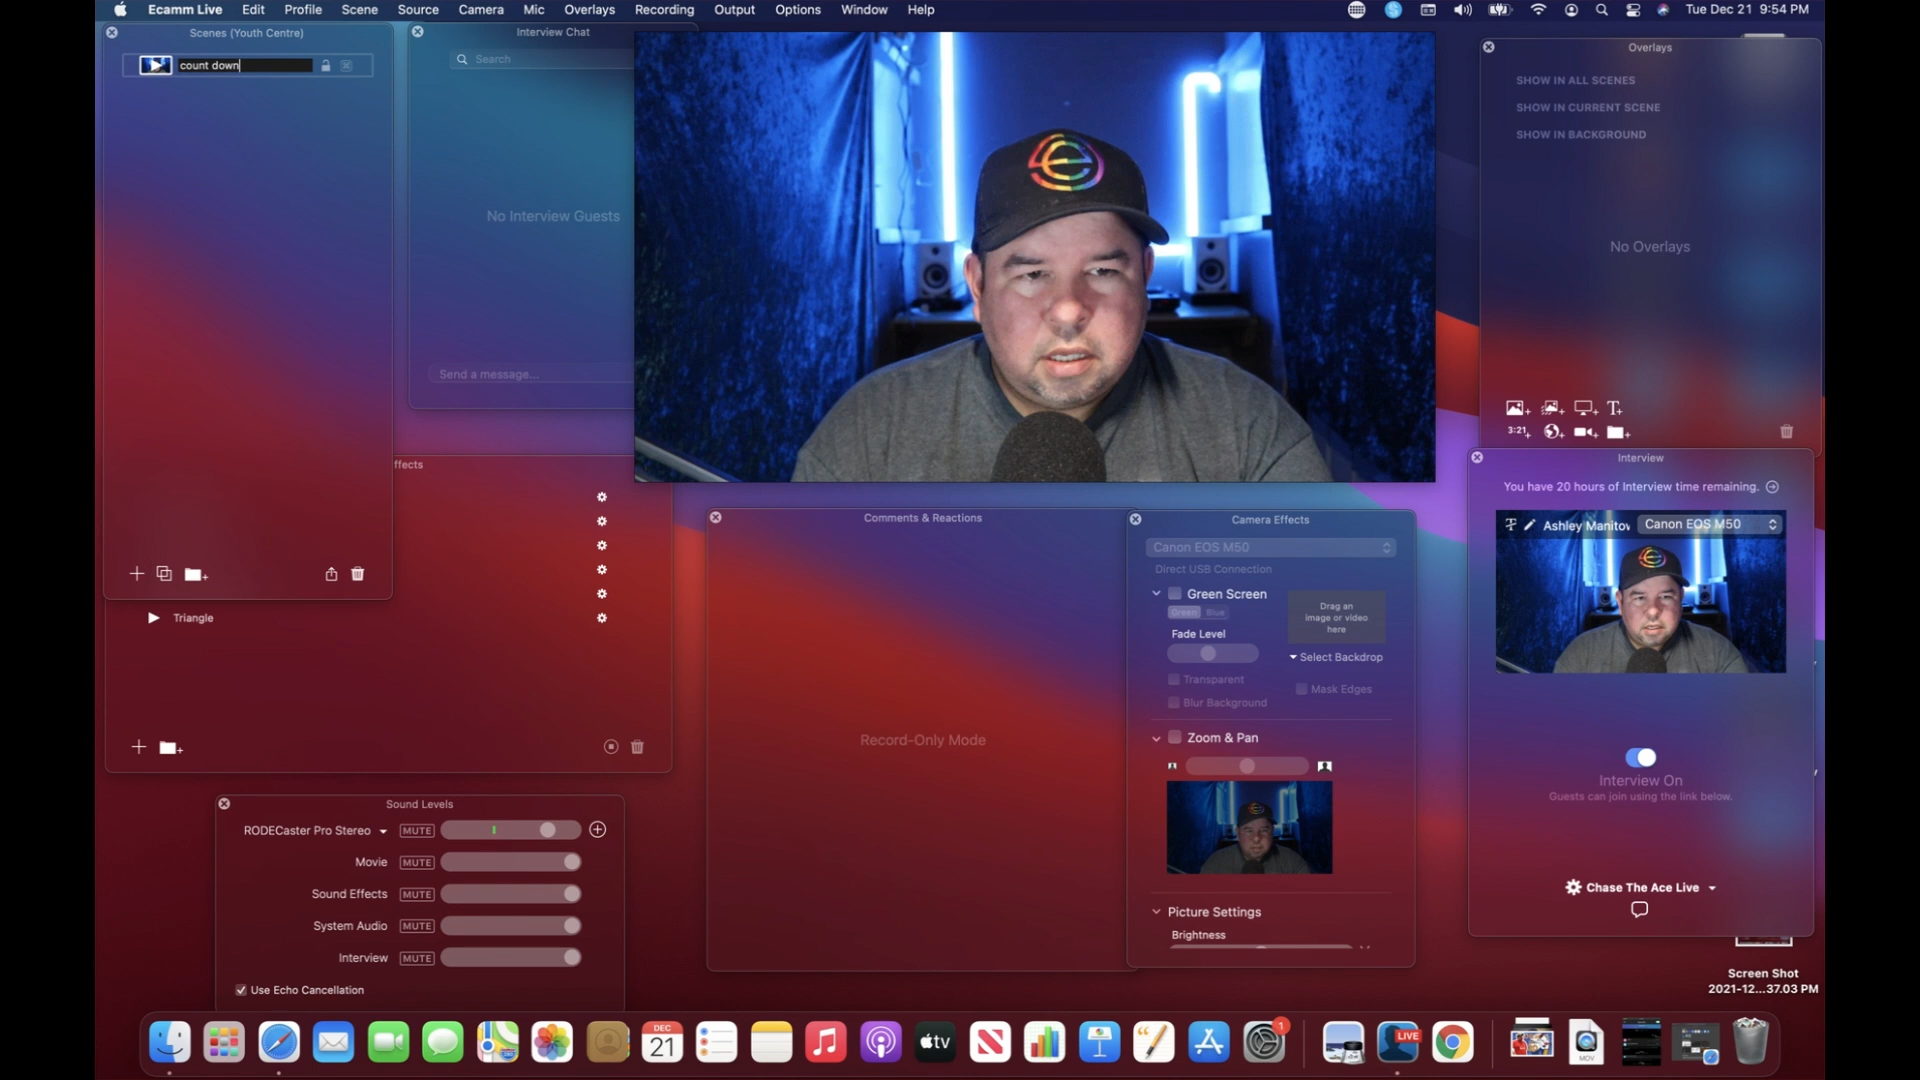 Ecamm Live Edit Profile Scene Source Camera Mic Overlays Recording Output Options Window Help Tue Dec 21 9:54 PM
Scenes (Youth Centre)
count down
Interview Chat
Search
No Interview Guests
Send a message...
ffects
Triangle
Sound Levels
RODECaster Pro Stereo MUTE
Movie MUTE
Sound Effects MUTE
System Audio MUTE
Interview MUTE
Use Echo Cancellation
Comments & Reactions
Record-Only Mode
Camera Effects
Canon EOS M50
Direct USB Connection
Green Screen
Green Blue
Fade Level
Transparent
Blur Background
Drag an
image or video
here
Select Backdrop
Mask Edges
Zoom & Pan
Picture Settings
Brightness
Overlays
SHOW IN ALL SCENES
SHOW IN CURRENT SCENE
SHOW IN BACKGROUND
No Overlays
3:21
Interview
You have 20 hours of Interview time remaining.
Ashley Manitov Canon EOS M50
Interview On
Guests can join using the link below.
Chase The Ace Live
Screen Shot
2021-12...37.03 PM
DEC
21
tv
1
LIVE
MOV